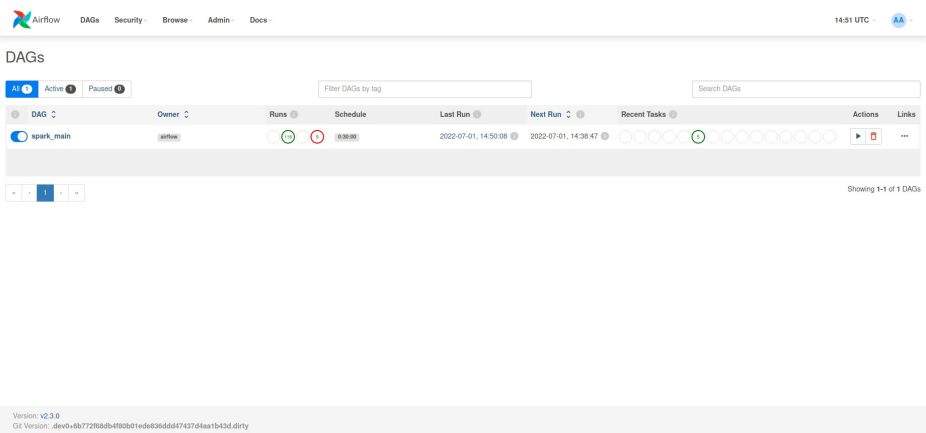 Airflow DAGs Security Browse Admin Docs 14:51 UTC AA
DAGs
All 1 Active 1 Paused 0 Filter DAGs by tag Search DAGs
DAG Owner Runs Schedule Last Run Next Run Recent Tasks Actions Links
spark_main airflow 0:30:00 2022-07-01, 14:50:08 2022-07-01, 14:38:47 5
« ‹ 1 › » Showing 1-1 of 1 DAGs
Version: v2.3.0
Git Version: .dev0+6b772f66db4f80b01ede836ddd47437d4aa1b43d.dirty